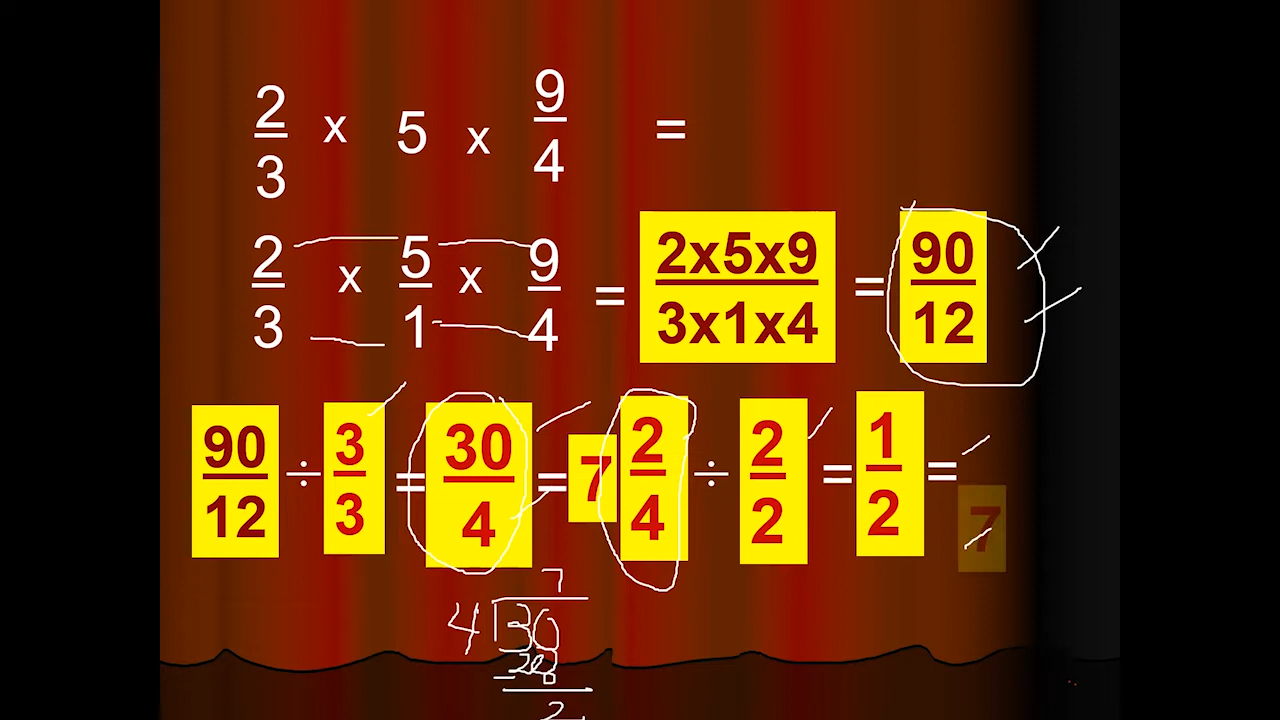 2/3 x 5 x 9/4 =
2/3 x 5/1 x 9/4 = 2x5x9/3x1x4 = 90/12
90/12 ÷ 3/3 = 30/4 = 7 2/4 ÷ 2/2 = 1/2 = 7
7
4 30
-28
2